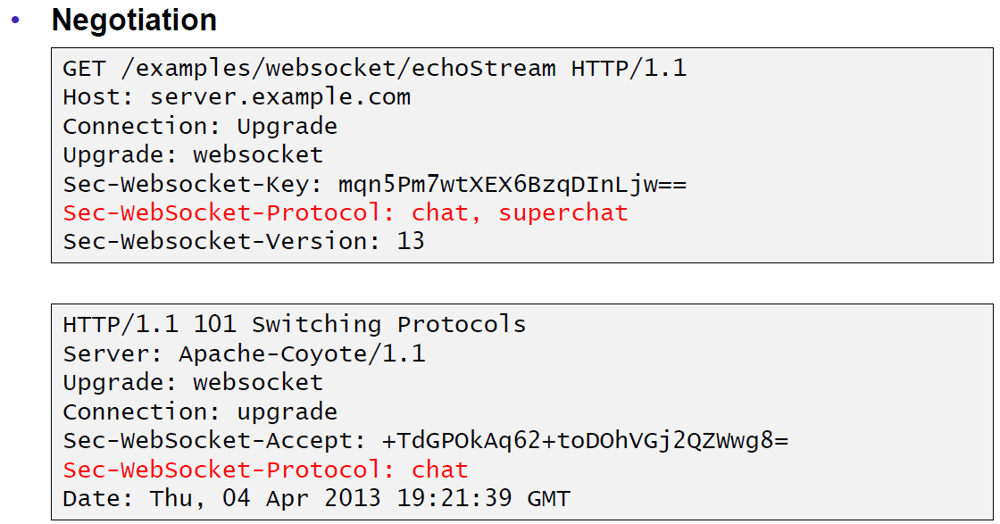 • Negotiation
GET /examples/websocket/echoStream HTTP/1.1
Host: server.example.com
Connection: Upgrade
Upgrade: websocket
Sec-Websocket-Key: mqn5Pm7wtXEX6BzqDInLjw==
Sec-WebSocket-Protocol: chat, superchat
Sec-Websocket-Version: 13
HTTP/1.1 101 Switching Protocols
Server: Apache-Coyote/1.1
Upgrade: websocket
Connection: upgrade
Sec-WebSocket-Accept: +TdGPOkAq62+toDOhVGj2QZWwg8=
Sec-WebSocket-Protocol: chat
Date: Thu, 04 Apr 2013 19:21:39 GMT